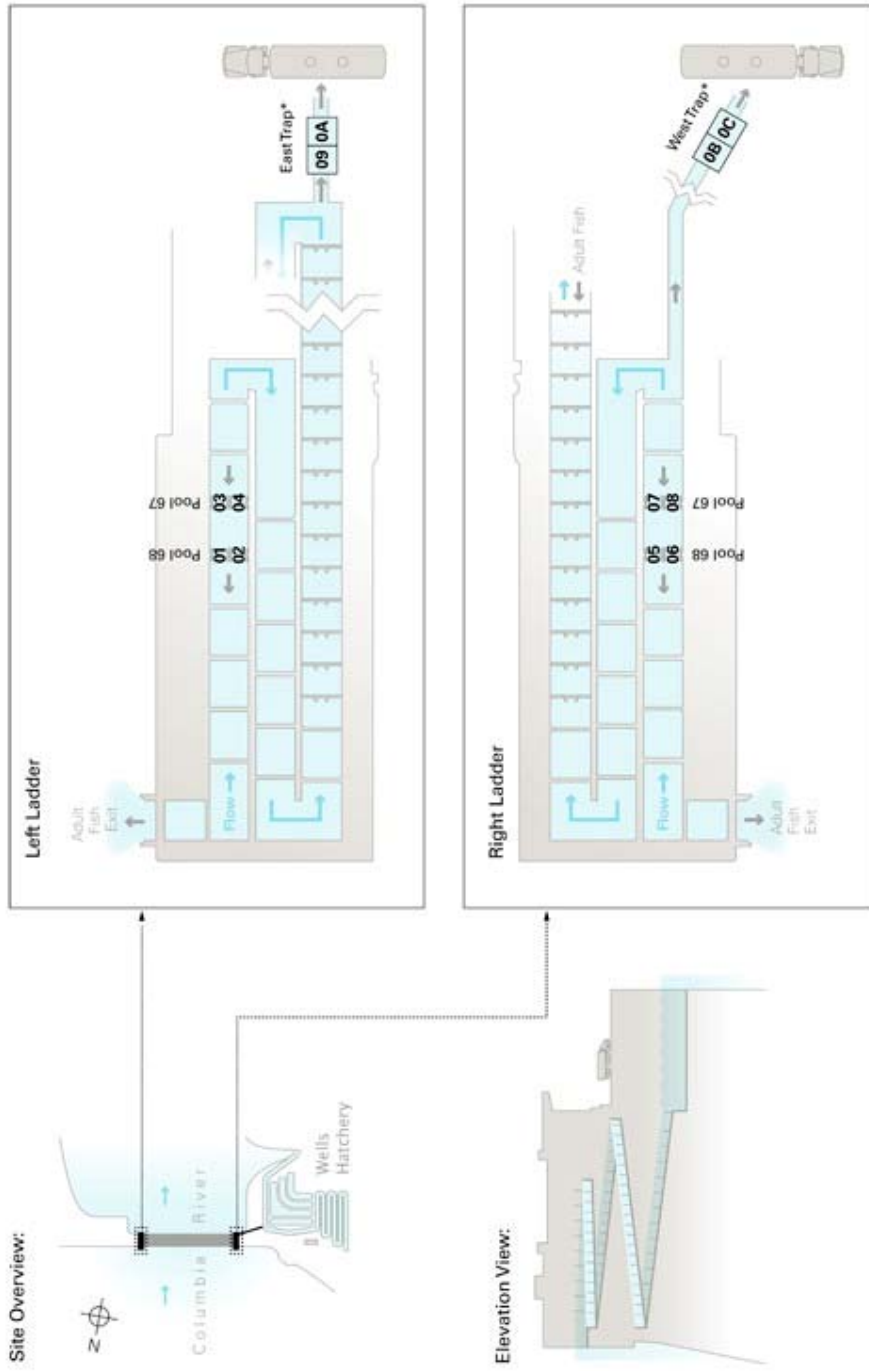 Site Overview:
N
Columbia River
Wells
Hatchery
Elevation View:
Left Ladder
Adult
Fish
Exit
Flow
Pool 68
01
02
Pool 67
03
04
East Trap*
09 0A
Right Ladder
Adult Fish
Flow
05
06
Pool 68
07
08
Pool 67
Adult
Fish
Exit
West Trap*
0B 0C